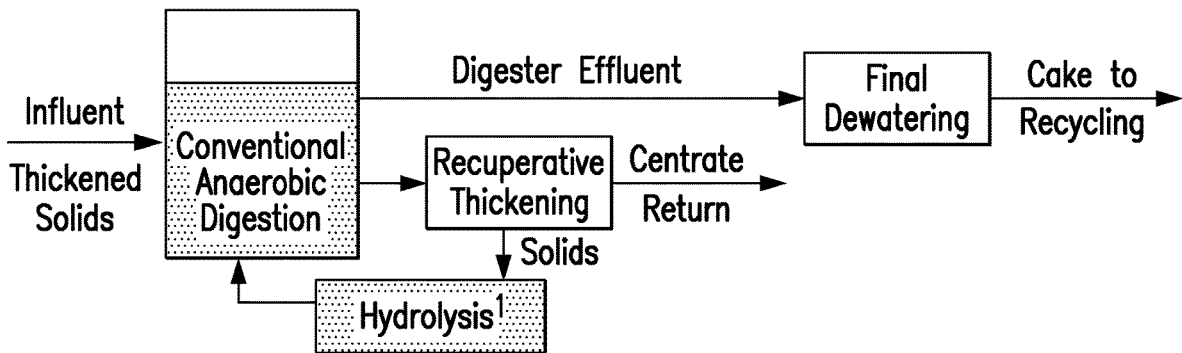 Influent
Thickened
Solids
Conventional
Anaerobic
Digestion
Digester Effluent
Final
Dewatering
Cake to
Recycling
Recuperative
Thickening
Centrate
Return
Solids
Hydrolysis¹